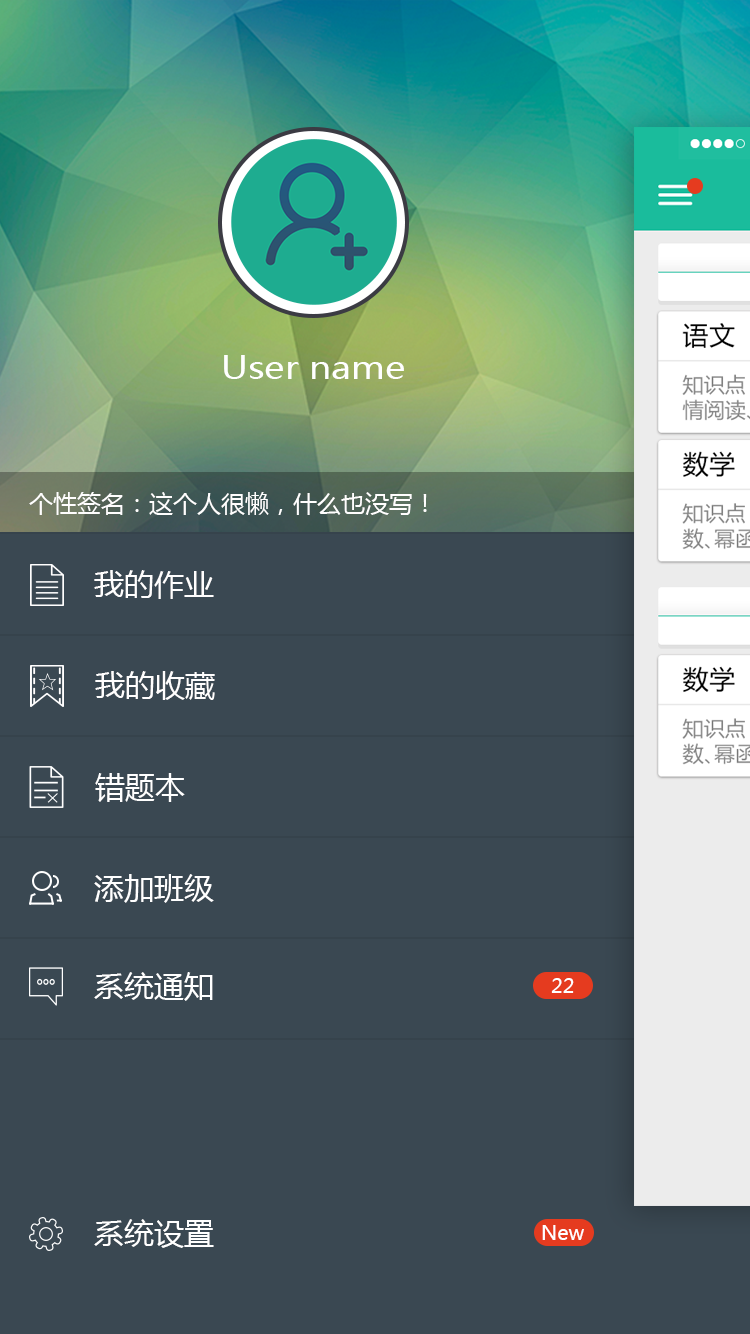 User name
个性签名：这个人很懒，什么也没写！
我的作业
我的收藏
错题本
添加班级
系统通知
22
系统设置
New
语文
知识点
情阅读、
数学
知识点
数、幂函
数学
知识点
数、幂函